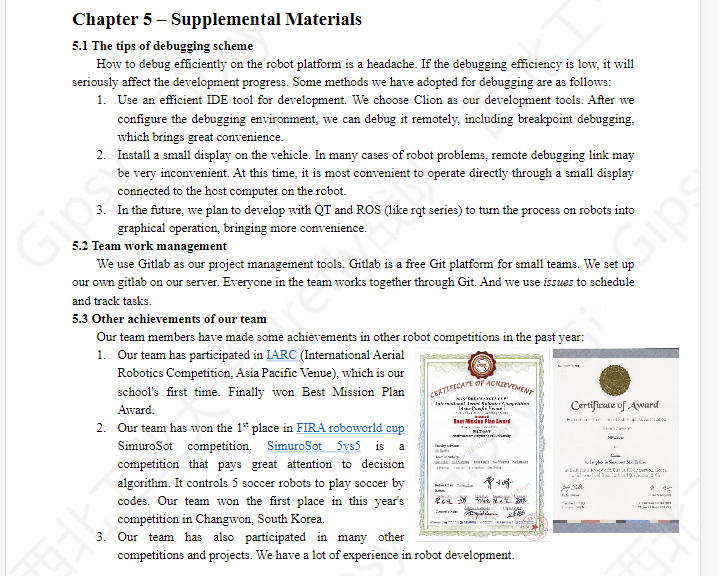 Chapter 5 – Supplemental Materials
5.1 The tips of debugging scheme
How to debug efficiently on the robot platform is a headache. If the debugging efficiency is low, it will
seriously affect the development progress. Some methods we have adopted for debugging are as follows:
1. Use an efficient IDE tool for development. We choose Clion as our development tools. After we
configure the debugging environment, we can debug it remotely, including breakpoint debugging,
which brings great convenience.
2. Install a small display on the vehicle. In many cases of robot problems, remote debugging link may
be very inconvenient. At this time, it is most convenient to operate directly through a small display
connected to the host computer on the robot.
3. In the future, we plan to develop with QT and ROS (like rqt series) to turn the process on robots into
graphical operation, bringing more convenience.
5.2 Team work management
We use Gitlab as our project management tools. Gitlab is a free Git platform for small teams. We set up
our own gitlab on our server. Everyone in the team works together through Git. And we use issues to schedule
and track tasks.
5.3 Other achievements of our team
Our team members have made some achievements in other robot competitions in the past year:
1. Our team has participated in IARC (International Aerial
Robotics Competition, Asia Pacific Venue), which is our
school's first time. Finally won Best Mission Plan
Award.
2. Our team has won the 1st place in FIRA roboworld cup
SimuroSot competition. SimuroSot 5vs5 is a
competition that pays great attention to decision
algorithm. It controls 5 soccer robots to play soccer by
codes. Our team won the first place in this year's
competition in Changwon, South Korea.
3. Our team has also participated in many other
competitions and projects. We have a lot of experience in robot development.
CERTIFICATE OF ACHIEVEMENT
International Aerial Robotics Competition
(Asia-Pacific Venue)
Best Mission Plan Award
Certificate of Award